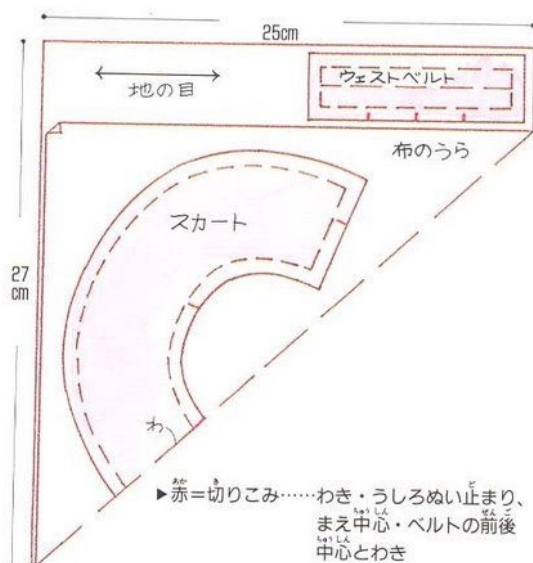 25cm
ウエストベルト
地の目
布のうら
スカート
27
cm
わ
▶赤=切りこみ……わき・うしろぬい止まり、
まえ中心・ベルトの前後
中心とわき